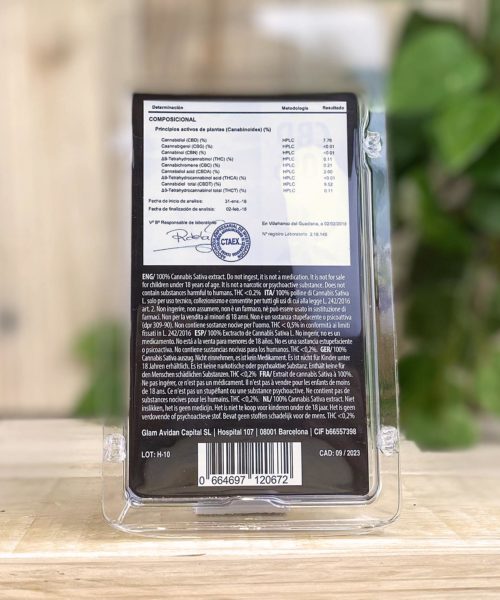 Determinación Metodología Resultado
COMPOSICIONAL
Principios activos de plantas (Canabinoides) (%)
Cannabidiol (CBD) (%) HPLC 7.76
Caannabgerol (CBG) (%) HPLC <0.01
Cannabinol (CBN) (%) HPLC <0.01
Δ9-Tetrahydrocannabinol (THC) (%) HPLC 0.11
Cannabichromene (CBC) (%) HPLC 0.21
Cannabidiol acid (CBDA) (%) HPLC 2.00
Δ9-Tetrahydrocannabinol acid (THCA) (%) HPLC <0.01
Canabidiol total (CBDT) (%) HPLC 9.52
Δ9-Tetrahydrocannabinol total (THCT) (%) HPLC 0.11
Fecha de inicio de analisis: 31-ene.-18
Fecha de finalización de analisis: 02-feb.-18
Vº Bº Responsable de laboratorio En Villafranco del Guadiana, a 02/02/2018
Nº registro Laboratorio
CTAEX
ENG/ 100% Cannabis Sativa extract. Do not ingest, it is not a medication. It is not for sale
for children under 18 years of age. It is not a narcotic or psychoactive substance. Does not
contain substances harmful to humans. THC <0.2% ITA/ 100% polline di Cannabis Sativa
L. solo per uso tecnico, collezionismo e consentite per tutti gli usi di cui alla legge L. 242/2016
art. 2. Non ingerire, non assumere, non è un farmaco, ne può essere usato in sostituzione di
farmaci. Non per la vendita ai minori di 18 anni. Non è un sostanza stupefacente o psicoattiva
(dpr 309-90). Non contiene sostanze nocive per l'uomo. THC < 0,5% in conformità ai limiti
fissati in L. 242/2016 ESP/ 100% Exctracto de Cannabis Sativa L. No ingerir, no es un
medicamento. No está a la venta para menores de 18 años. No es una sustancia estupefaciente
o psicoactiva. No contiene sustancias nocivas para los humanos. THC <0,2%. GER/ 100%
Cannabis Sativa auszug. Nicht einnehmen, es ist kein Medikament. Es ist nicht für Kinder unter
18 Jahren erhältlich. Es ist keine narkotische oder psychoaktive Substanz. Enthält keine für
den Menschen schädlichen Substanzen. THC <0,2% FRA/ Extrait de cannabis Sativa à 100%.
Ne pas ingérer, ce n'est pas un médicament. Il n'est pas à vendre pour les enfants de moins
de 18 ans. Ce n'est pas un stupéfiant ou une substance psychoactive. Ne contient pas de
substances nocives pour les humains. THC <0,2%. NL/ 100% Cannabis Sativa extract. Niet
inslikken, het is geen medicijn. Het is niet te koop voor kinderen onder de 18 jaar. Het is geen
verdovende of psychoactieve stof. Bevat geen stoffen schadelijk voor de mens. THC <0,2%
Glam Avidan Capital SL | Hospital 107 | 08001 Barcelona | CIF b66557398
LOT: H-10 CAD: 09 / 2023
0 664697 120672